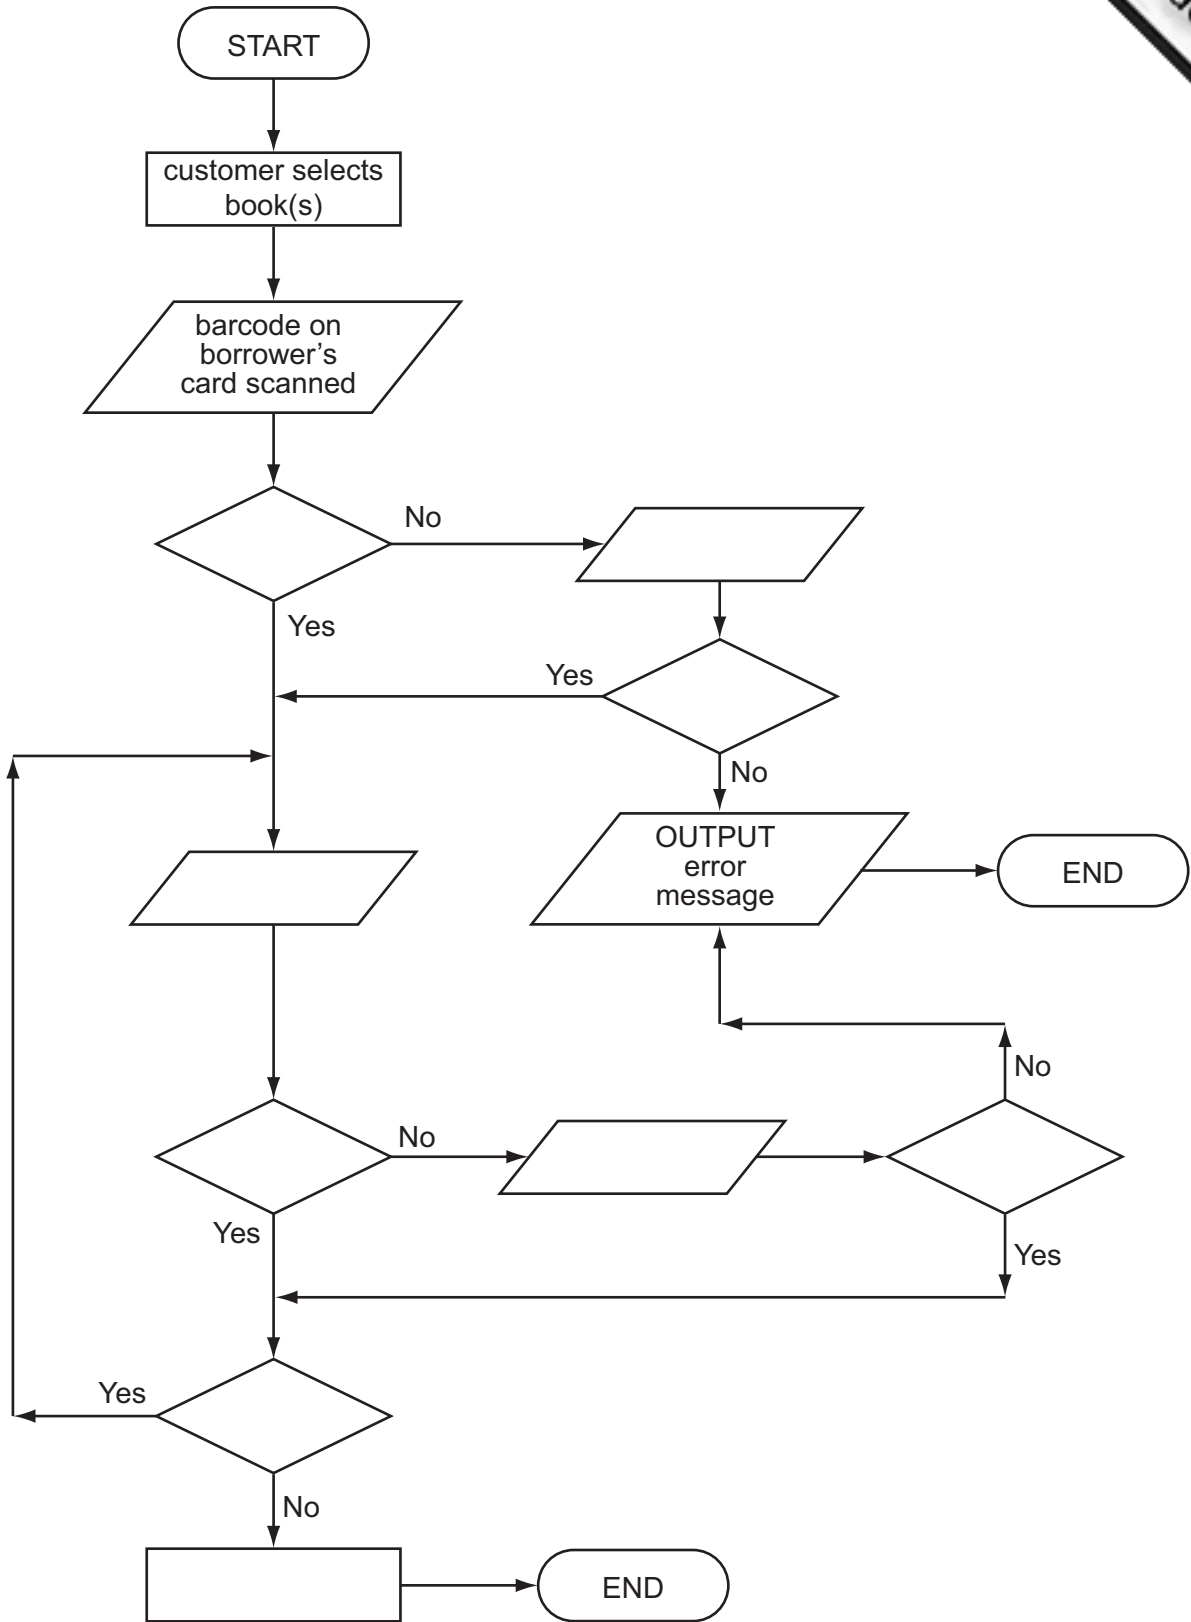 START
customer selects
book(s)
barcode on
borrower's
card scanned
No
Yes
Yes
No
OUTPUT
error
message
END
No
No
Yes
Yes
Yes
No
END